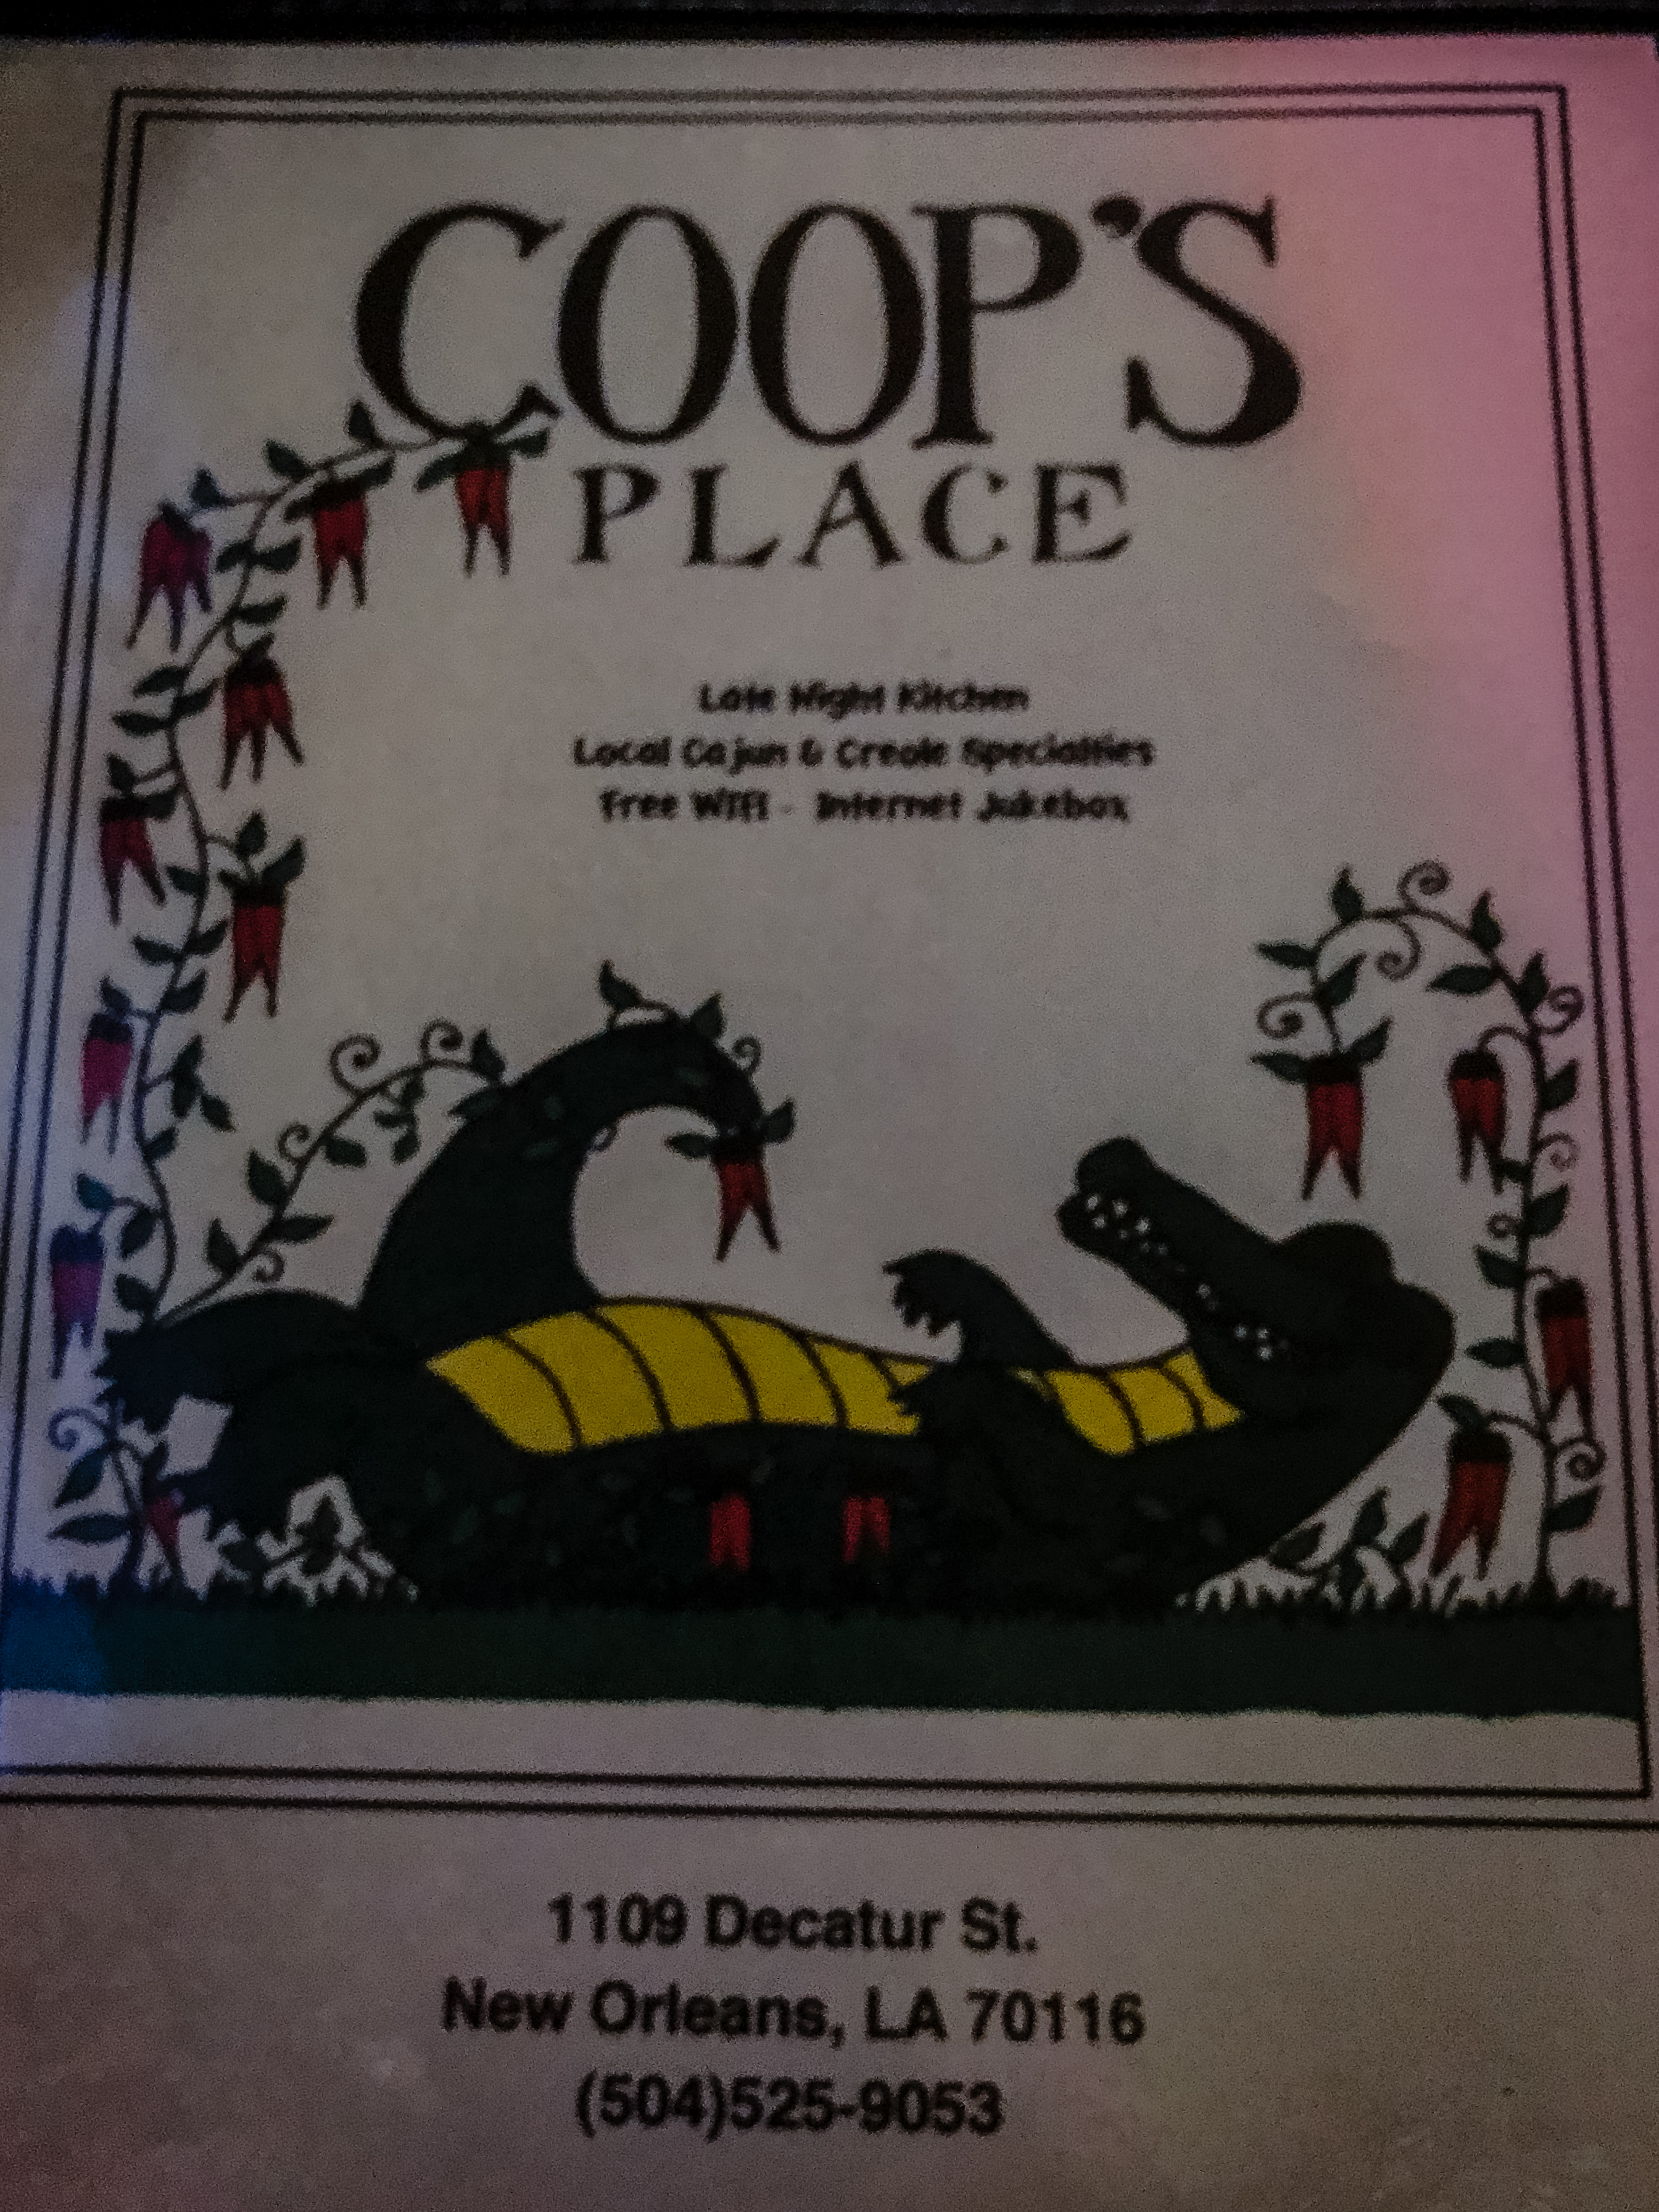 COOP'S
PLACE
Late Night Kitchen
Local Cajun & Creole Specialties
Free WIFI - Internet Jukebox
1109 Decatur St.
New Orleans, LA 70116
(504)525-9053